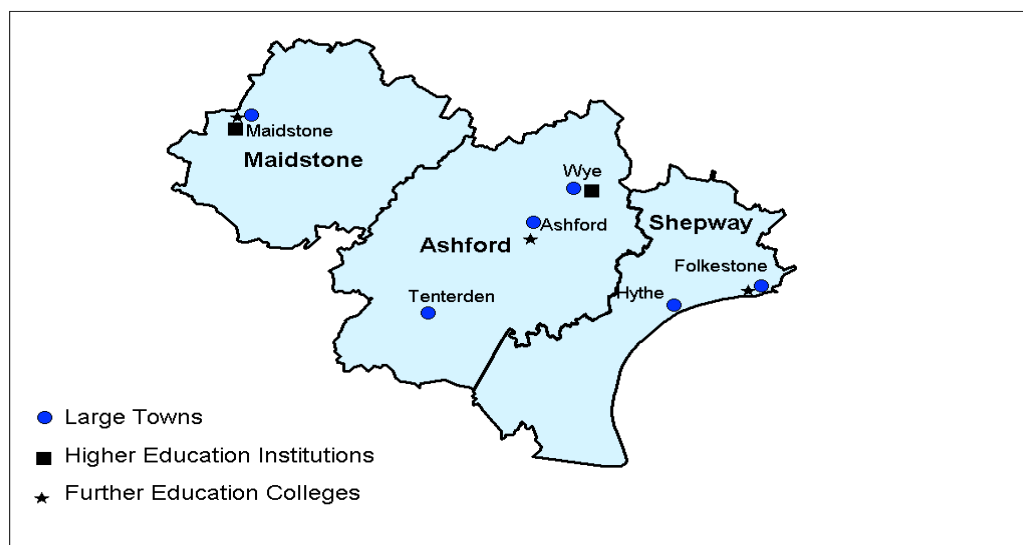 Maidstone
Maidstone
Wye
Ashford
Shepway
Ashford
Folkestone
Hythe
Tenterden
Large Towns
Higher Education Institutions
Further Education Colleges